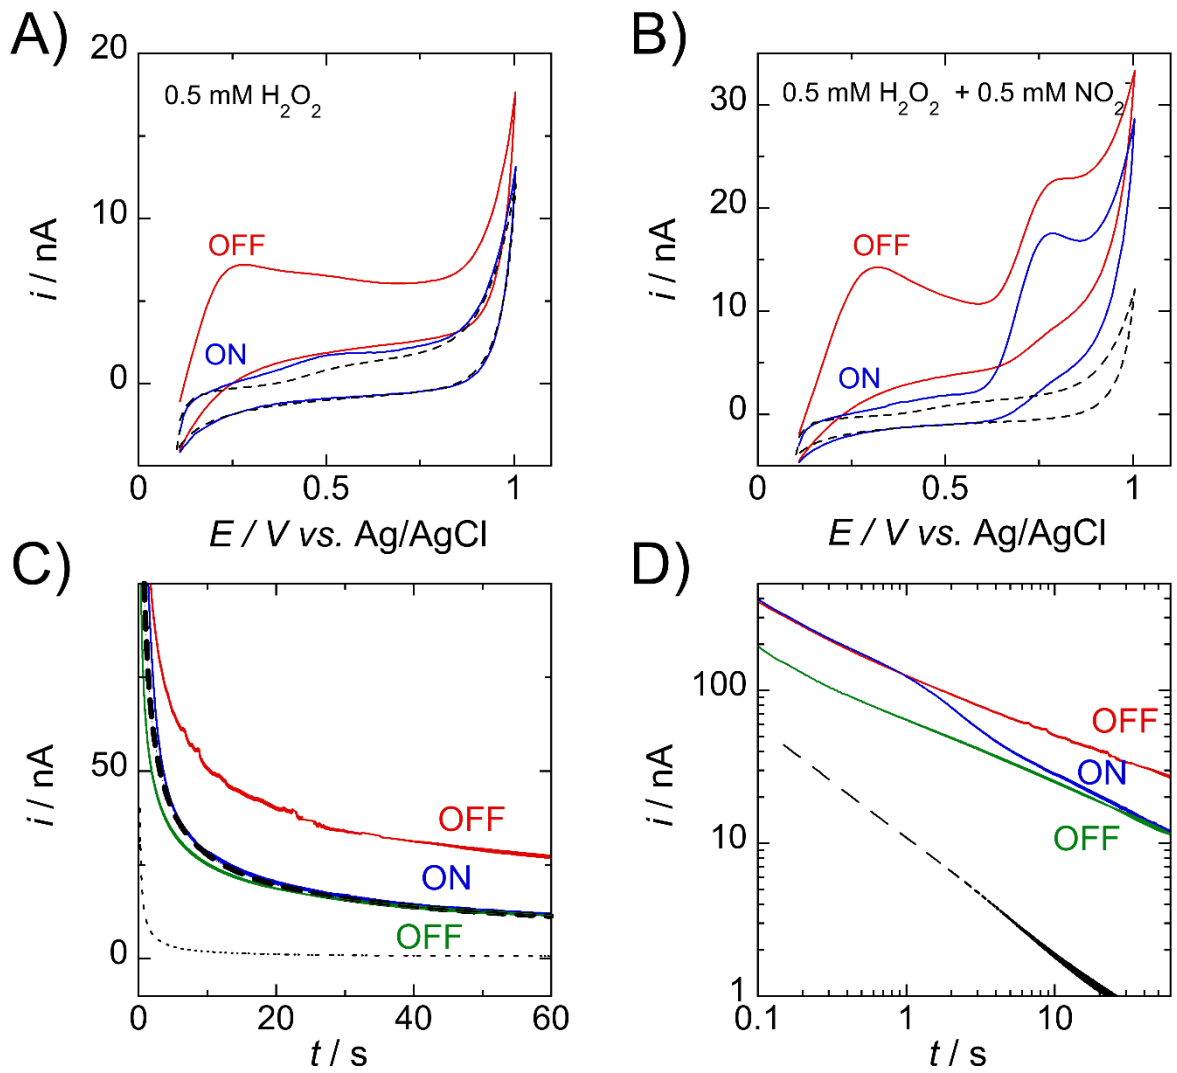 A)
20
0.5 mM H₂O₂
OFF
10
i / nA
ON
0
0
0.5
1
E / V vs. Ag/AgCl
B)
30
0.5 mM H₂O₂ + 0.5 mM NO₂⁻
OFF
20
i / nA
10
ON
0
0
0.5
1
E / V vs. Ag/AgCl
C)
50
i / nA
OFF
ON
OFF
0
0
20
40
60
t / s
D)
100
OFF
ON
i / nA
OFF
10
1
0.1
1
10
t / s